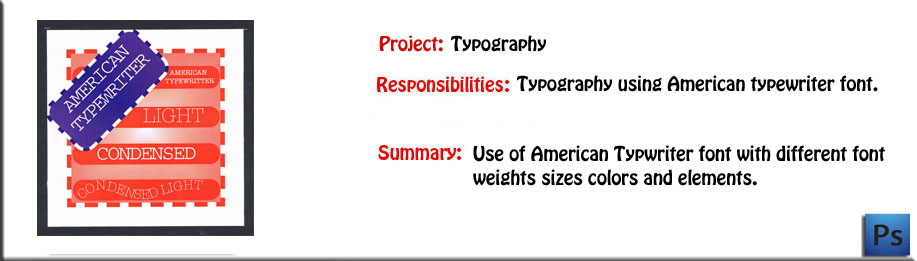 AMERICAN
TYPEWRITER
AMERICAN
TYPEWRITER
LIGHT
CONDENSED
CONDENSED LIGHT
Project: Typography
Responsibilities: Typography using American typewriter font.
Summary: Use of American Typwriter font with different font
weights sizes colors and elements.
Ps